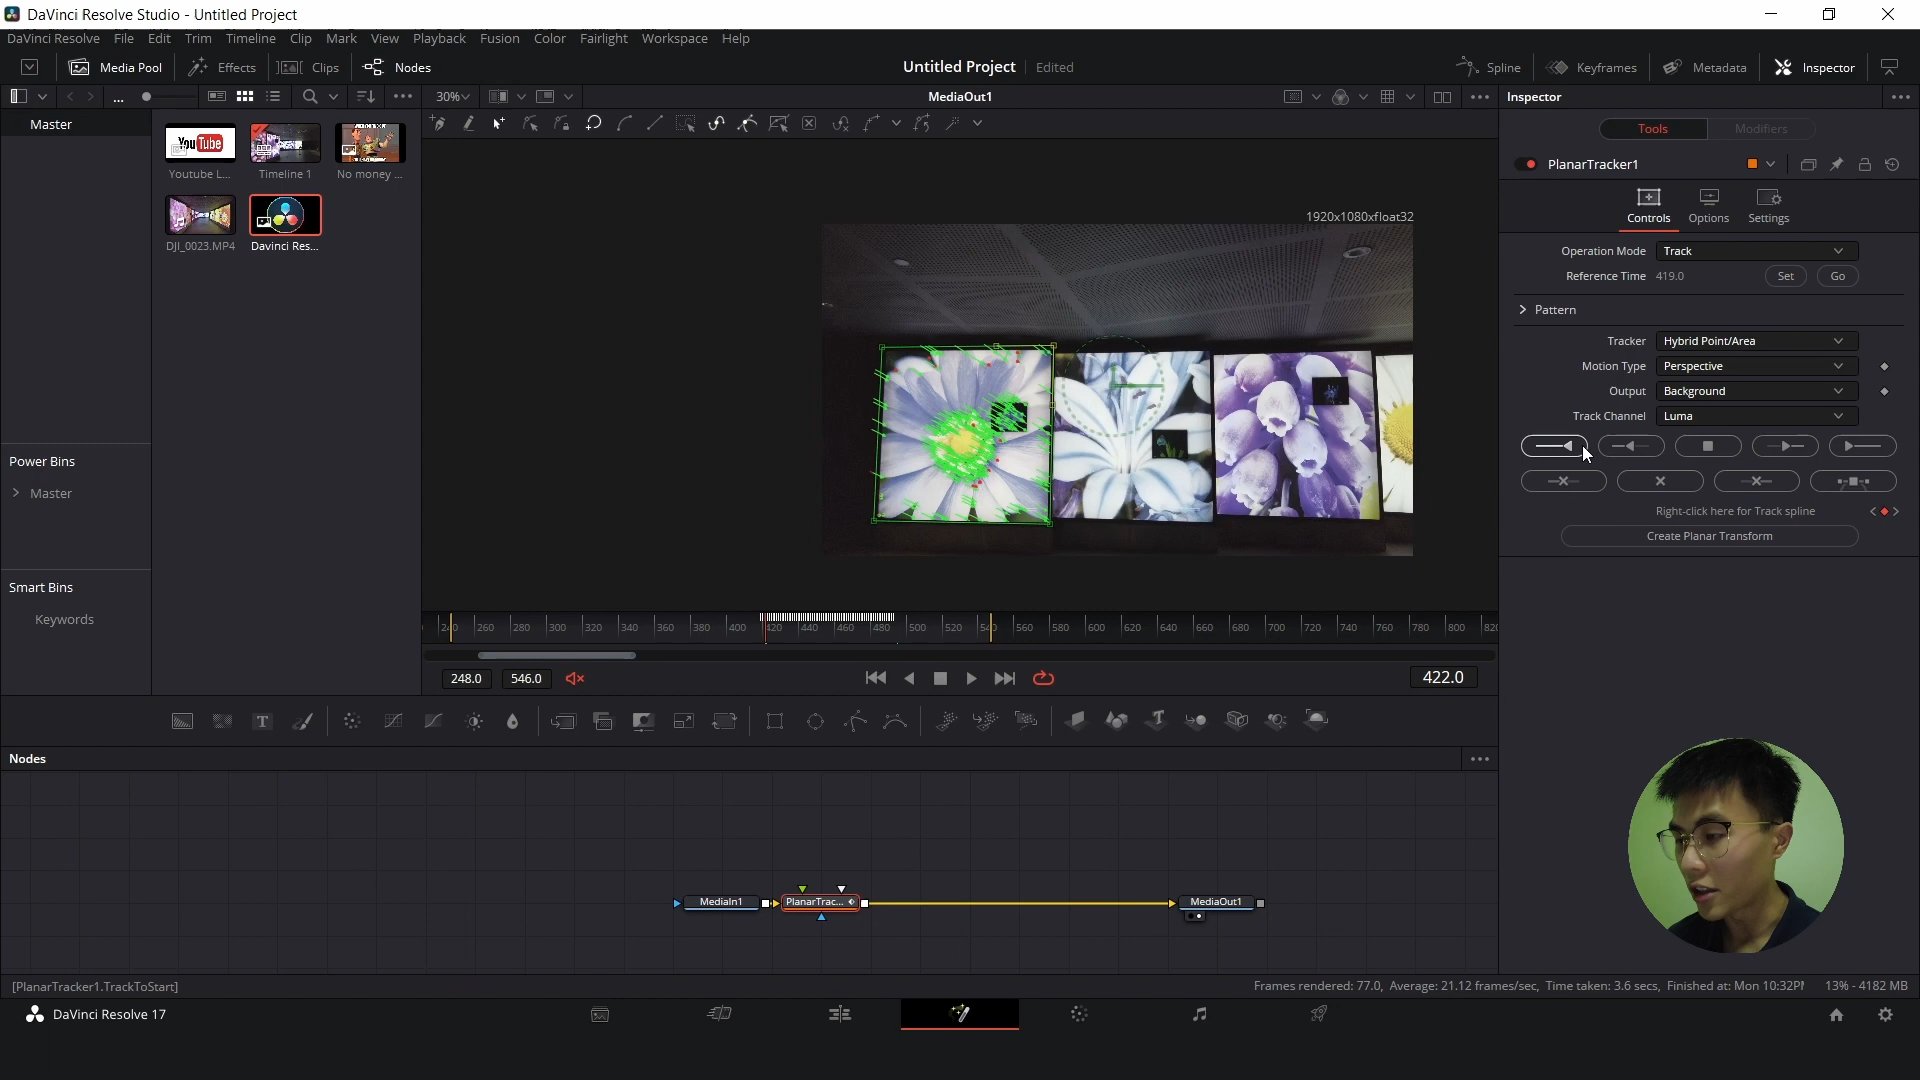 DaVinci Resolve Studio - Untitled Project
DaVinci Resolve File Edit Trim Timeline Clip Mark View Playback Fusion Color Fairlight Workspace Help
Media Pool Effects Clips Nodes Untitled Project Edited Spline Keyframes Metadata Inspector
... 30% MediaOut1 Inspector
Master
Tools Modifiers
You Tube
PlanarTracker1
Youtube L... Timeline 1 No money ...
Controls Options Settings
1920x1080xfloat32
DJI_0023.MP4 Davinci Res...
Operation Mode Track
Reference Time 419.0 Set Go
Pattern
Tracker Hybrid Point/Area
Motion Type Perspective
Output Background
Track Channel Luma
Power Bins
Master
Right-click here for Track spline
Create Planar Transform
Smart Bins
Keywords
240 260 280 300 320 340 360 380 400 420 440 460 480 500 520 540 560 580 600 620 640 660 680 700 720 740 760 780 800 820
248.0 546.0 422.0
Nodes
MediaIn1 PlanarTrac... MediaOut1
[PlanarTracker1.TrackToStart] Frames rendered: 77.0, Average: 21.12 frames/sec, Time taken: 3.6 secs, Finished at: Mon 10:32PM 13% - 4182 MB
DaVinci Resolve 17